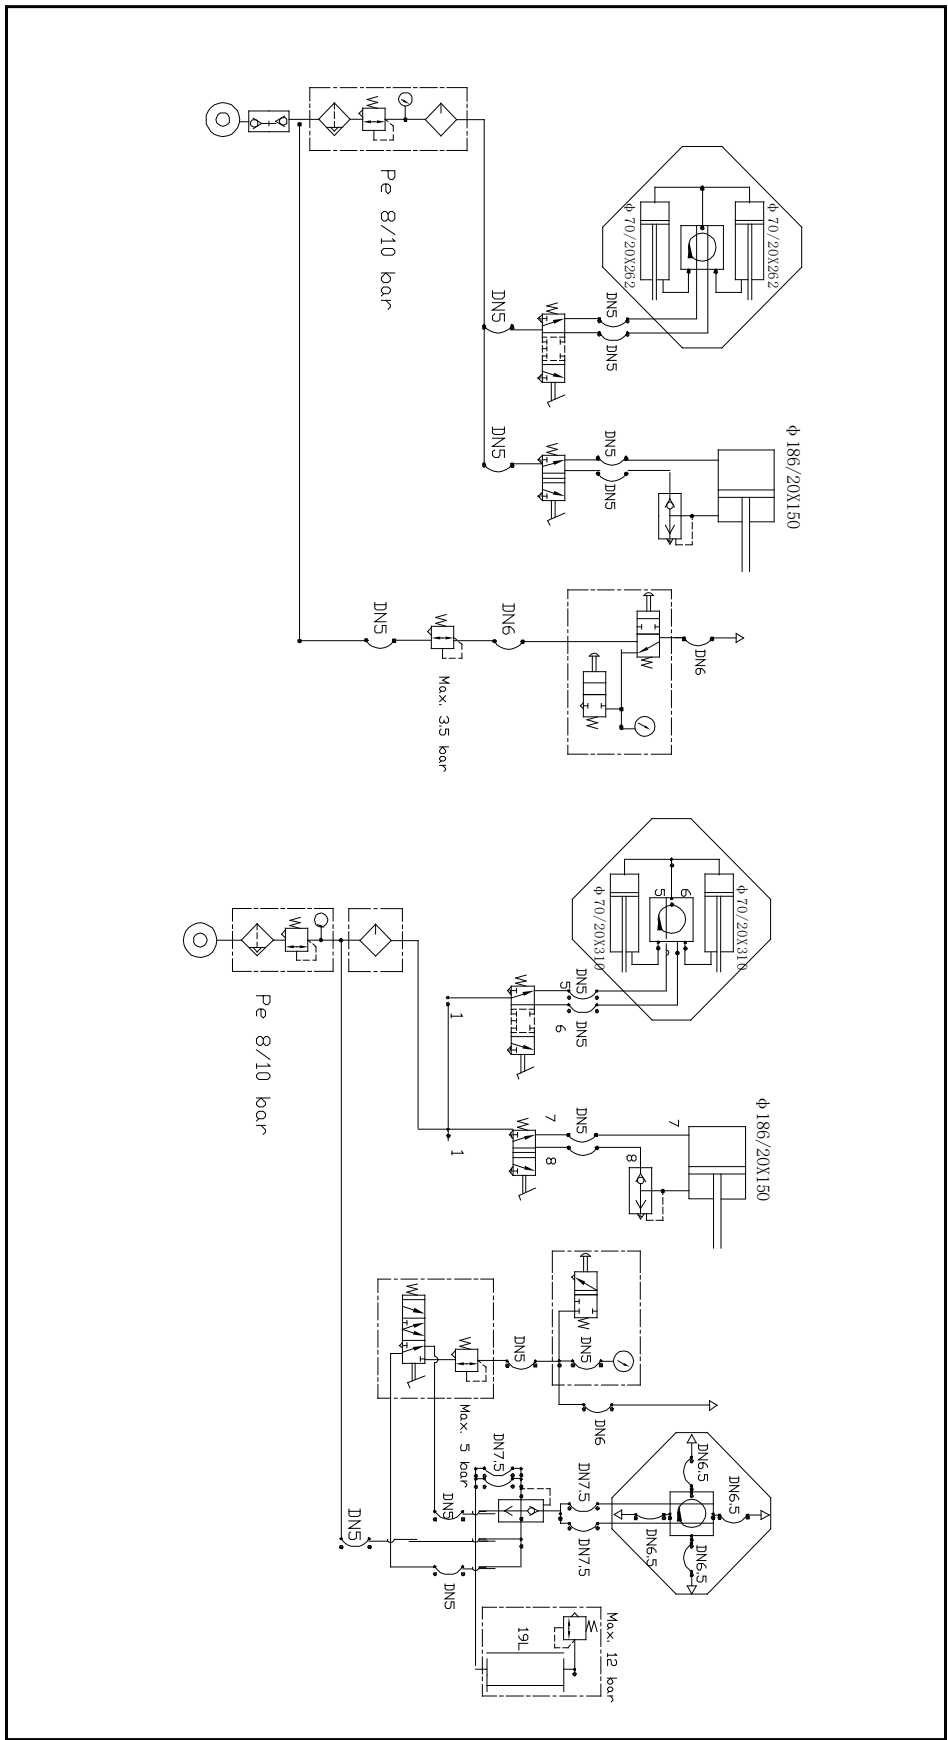 Pe 8/10 bar
φ 70/20X262
φ 70/20X262
DN5
DN5
DN5
φ 186/20X150
DN5
DN5
DN5
DN6
DN6
DN5
Max. 3.5 bar
φ 70/20X310
φ 70/20X310
6
5
Pe 8/10 bar
5
DN5
DN5
6
1
1
φ 186/20X150
7
DN5
7
8
8
DN5
DN5
DN6
Max. 5 bar
DN7.5
DN7.5
DN7.5
DN6.5
DN6.5
DN6.5
DN6.5
DN5
DN5
DN5
Max. 12 bar
19L